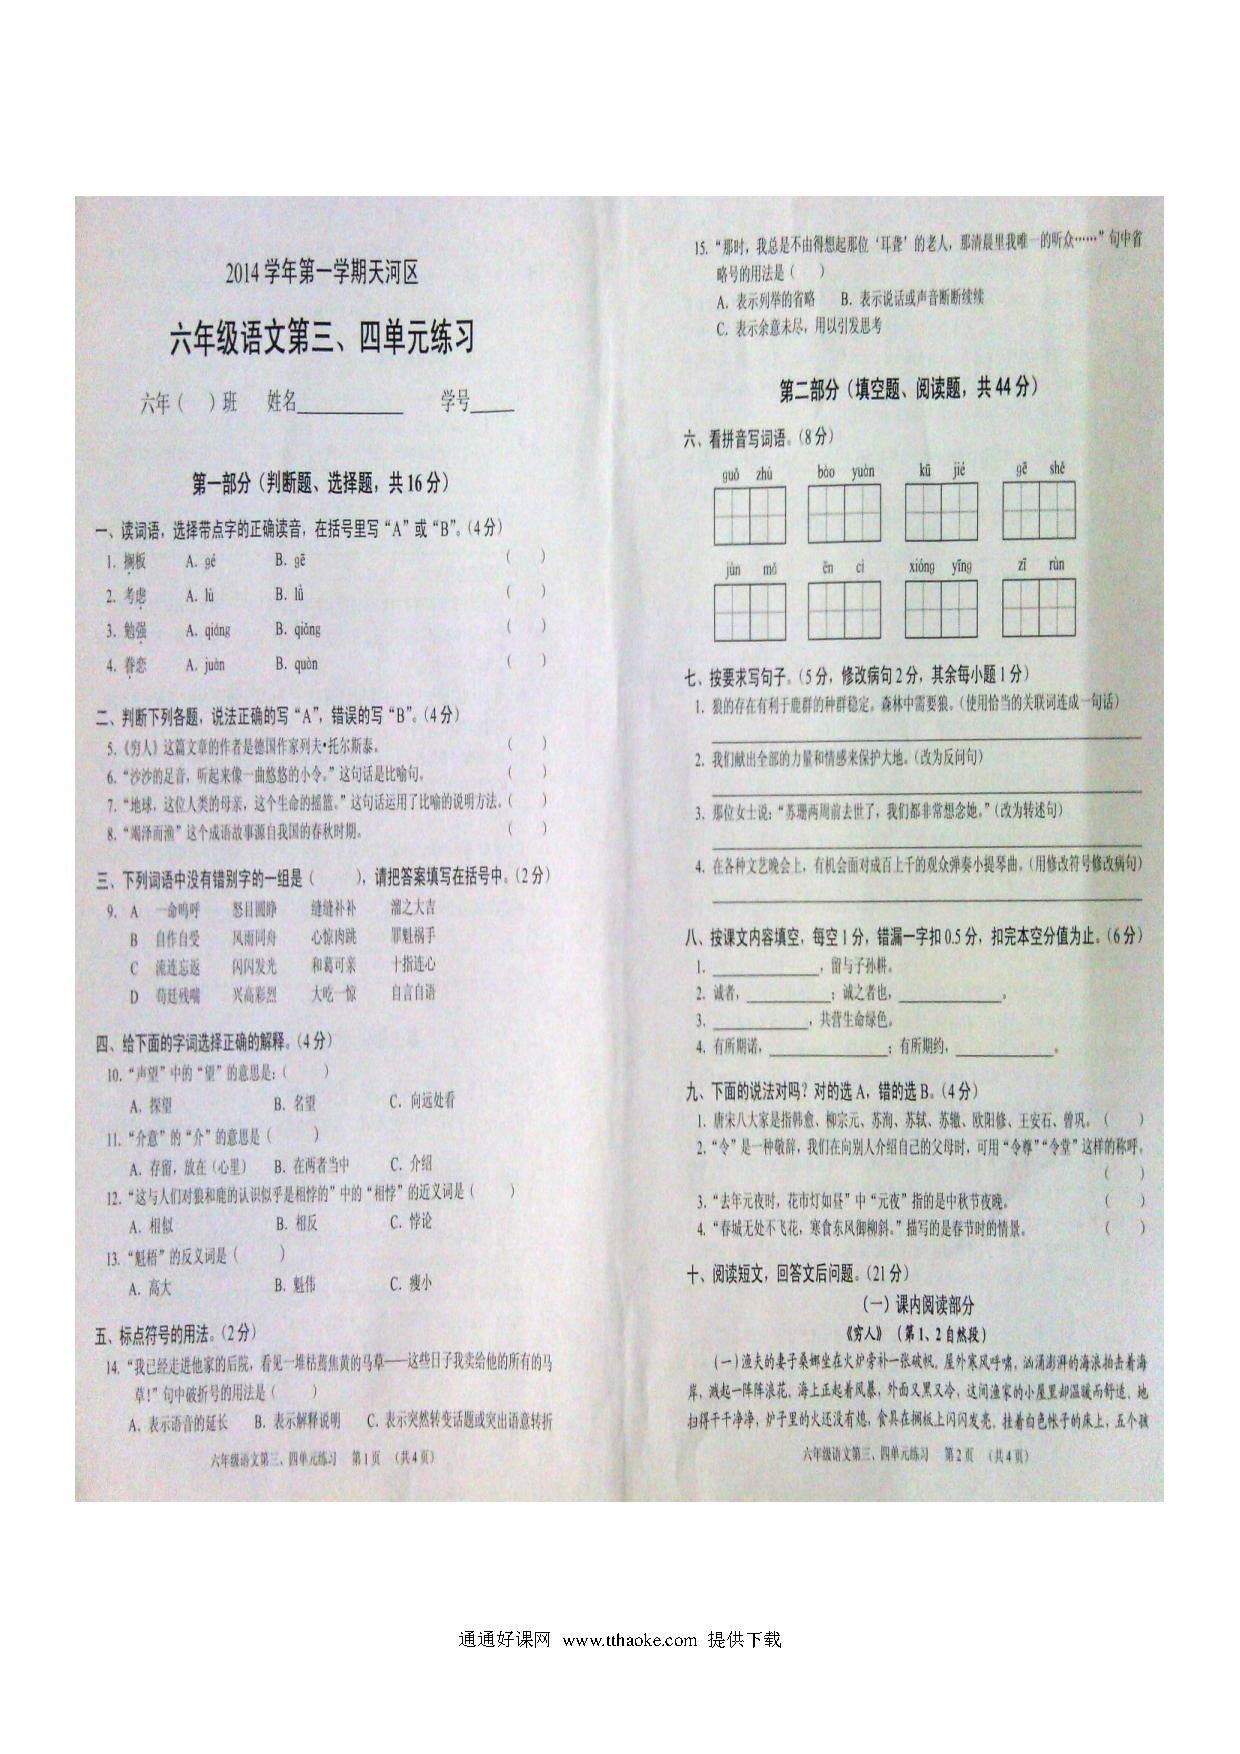 2014 学年第一学期天河区
六年级语文第三、四单元练习
六年（ ）班 姓名____________ 学号_____
第一部分（判断题、选择题，共16分）
一、读词语，选择带点字的正确读音，在括号里写“A”或“B”。（4分）
1. 搁板 A. gé B. gē （ ）
2. 考虑 A. lù B. lǜ （ ）
3. 勉强 A. qiáng B. qiǎng （ ）
4. 眷恋 A. juàn B. quàn （ ）
二、判断下列各题，说法正确的写“A”，错误的写“B”。（4分）
5.《穷人》这篇文章的作者是德国作家列夫•托尔斯泰。 （ ）
6.“沙沙的足音，听起来像一曲悠悠的小令。”这句话是比喻句。 （ ）
7.“地球，这位人类的母亲，这个生命的摇篮。”这句话运用了比喻的说明方法。（ ）
8.“竭泽而渔”这个成语故事源自我国的春秋时期。 （ ）
三、下列词语中没有错别字的一组是（ ），请把答案填写在括号中。（2分）
9. A 一命呜呼 怒目圆睁 缝缝补补 溜之大吉
B 自作自受 风雨同舟 心惊肉跳 罪魁祸手
C 流连忘返 闪闪发光 和葛可亲 十指连心
D 苟廷残喘 兴高彩烈 大吃一惊 自言自语
四、给下面的字词选择正确的解释。（4分）
10.“声望”中的“望”的意思是：（ ）
A. 探望 B. 名望 C. 向远处看
11.“介意”的“介”的意思是（ ）
A. 存留，放在（心里） B. 在两者当中 C. 介绍
12.“这与人们对狼和鹿的认识似乎是相悖的”中的“相悖”的近义词是（ ）
A. 相似 B. 相反 C. 悖论
13.“魁梧”的反义词是（ ）
A. 高大 B. 魁伟 C. 瘦小
五、标点符号的用法。（2分）
14.“我已经走进他家的后院，看见一堆枯蔫焦黄的马草——这些日子我卖给他的所有的马
草！”句中破折号的用法是（ ）
A. 表示语音的延长 B. 表示解释说明 C. 表示突然转变话题或突出语意转折
六年级语文第三、四单元练习 第1页 （共4页）
15.“那时，我总是不由得想起那位‘耳聋’的老人，那清晨里我唯一的听众……”句中省
略号的用法是（ ）
A. 表示列举的省略 B. 表示说话或声音断断续续
C. 表示余意未尽，用以引发思考
第二部分（填空题、阅读题，共44分）
六、看拼音写词语。（8分）
guō zhù bào yuàn kū jié gē shě
jùn mǎ ēn cì xióng yīng zī rùn
七、按要求写句子。（5分，修改病句2分，其余每小题1分）
1. 狼的存在有利于鹿群的种群稳定。森林中需要狼。（使用恰当的关联词连成一句话）
2. 我们献出全部的力量和情感来保护大地。（改为反问句）
3. 那位女士说：“苏珊两周前去世了，我们都非常想念她。”（改为转述句）
4. 在各种文艺晚会上，有机会面对成百上千的观众弹奏小提琴曲。（用修改符号修改病句）
八、按课文内容填空，每空1分，错漏一字扣0.5分，扣完本空分值为止。（6分）
1. ____________，留与子孙耕。
2. 诚者，__________；诚之者也，____________。
3. ____________，共营生命绿色。
4. 有所期诺，______________；有所期约，____________。
九、下面的说法对吗？对的选A，错的选B。（4分）
1. 唐宋八大家是指韩愈、柳宗元、苏洵、苏轼、苏辙、欧阳修、王安石、曾巩。（ ）
2.“令”是一种敬辞，我们在向别人介绍自己的父母时，可用“令尊”“令堂”这样的称呼。
（ ）
3.“去年元夜时，花市灯如昼”中“元夜”指的是中秋节夜晚。 （ ）
4.“春城无处不飞花，寒食东风御柳斜。”描写的是春节时的情景。 （ ）
十、阅读短文，回答文后问题。（21分）
（一）课内阅读部分
《穷人》（第1、2自然段）
（一）渔夫的妻子桑娜坐在火炉旁补一张破帆。屋外寒风呼啸，汹涌澎湃的海浪拍击着海
岸，溅起一阵阵浪花。海上正起着风暴，外面又黑又冷，这间渔家的小屋里却温暖而舒适。地
扫得干干净净，炉子里的火还没有熄，食具在搁板上闪闪发亮。挂着白色帐子的床上，五个孩
六年级语文第三、四单元练习 第2页 （共4页）
通通好课网 www.tthaoke.com 提供下载